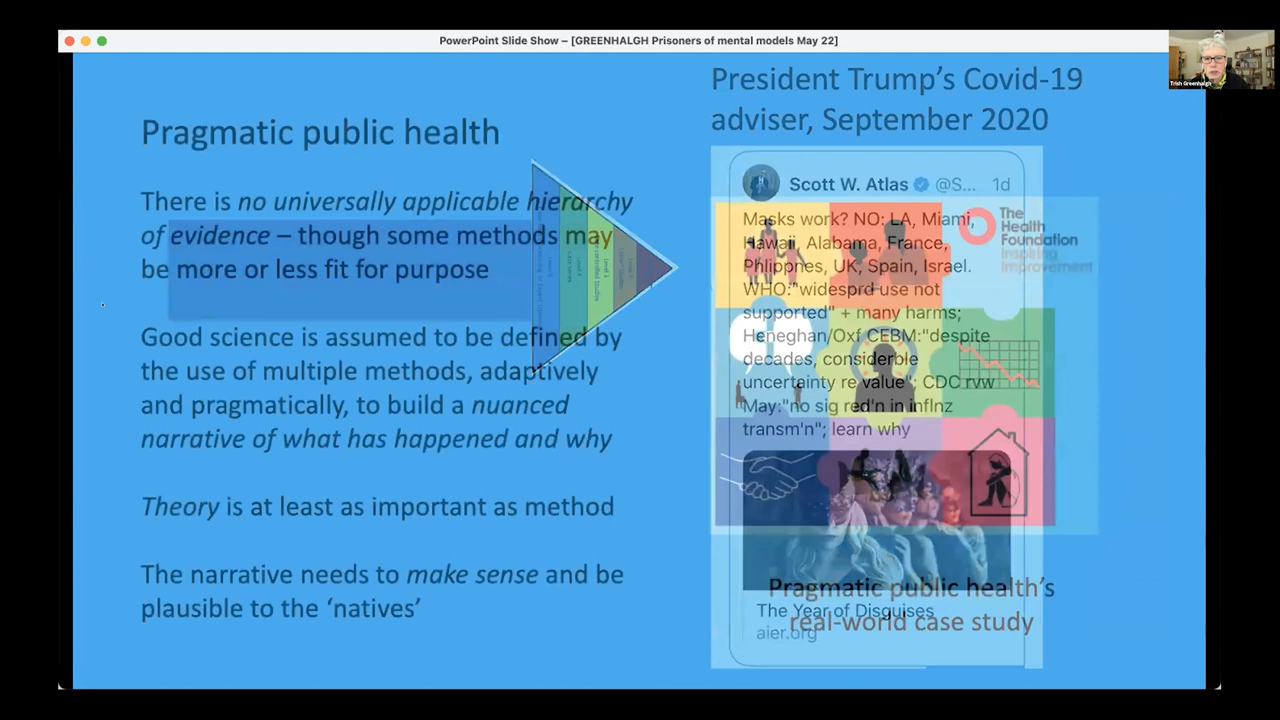 PowerPoint Slide Show – [GREENHALGH Prisoners of mental models May 22]
Trish Greenhalgh
Pragmatic public health
There is no universally applicable hierarchy
of evidence – though some methods may
be more or less fit for purpose
Good science is assumed to be defined by
the use of multiple methods, adaptively
and pragmatically, to build a nuanced
narrative of what has happened and why
Theory is at least as important as method
The narrative needs to make sense and be
plausible to the ‘natives’
President Trump’s Covid-19
adviser, September 2020
Scott W. Atlas @S... 1d
Masks work? NO: LA, Miami,
Hawaii, Alabama, France,
Phlippnes, UK, Spain, Israel.
WHO:"widesprd use not
supported" + many harms;
Heneghan/Oxf CEBM:"despite
decades, considerble
uncertainty re value"; CDC rvw
May:"no sig red'n in inflnz
transm'n"; learn why
The Year of Disguises
aier.org
The
Health
Foundation
Inspiring
Improvement
Pragmatic public health’s
real-world case study